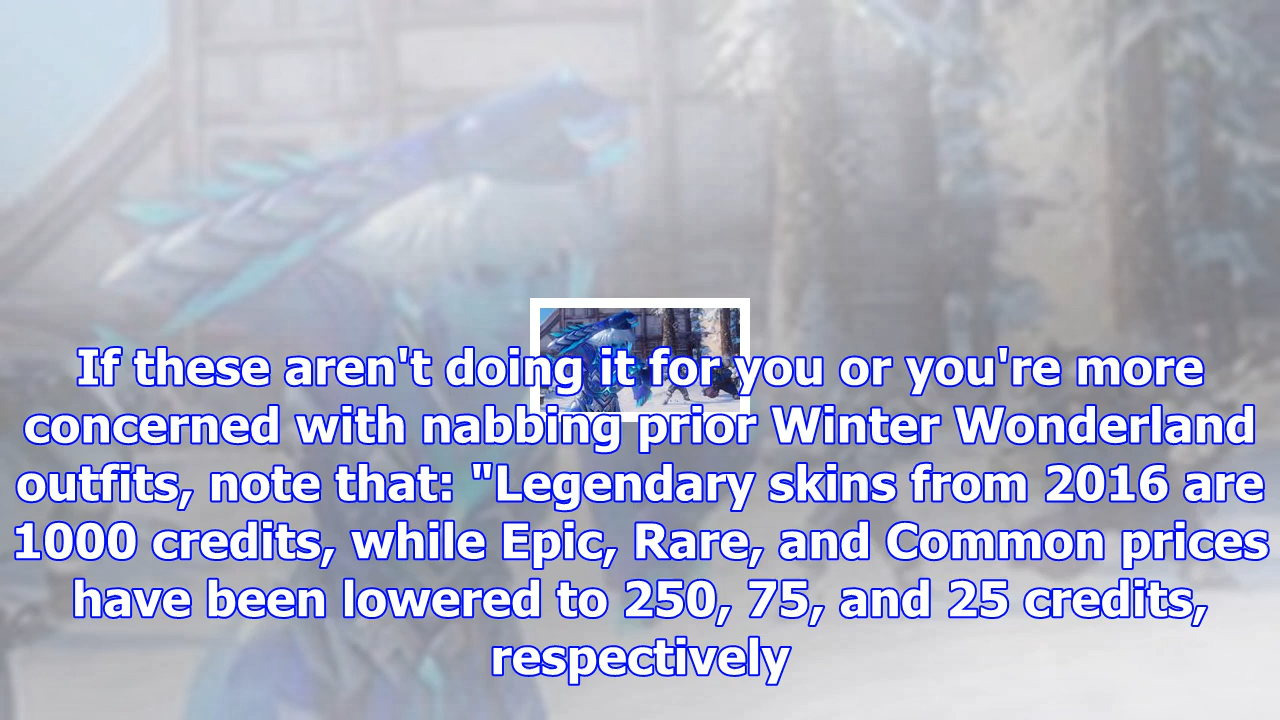 If these aren't doing it for you or you're more
concerned with nabbing prior Winter Wonderland
outfits, note that: "Legendary skins from 2016 are
1000 credits, while Epic, Rare, and Common prices
have been lowered to 250, 75, and 25 credits,
respectively